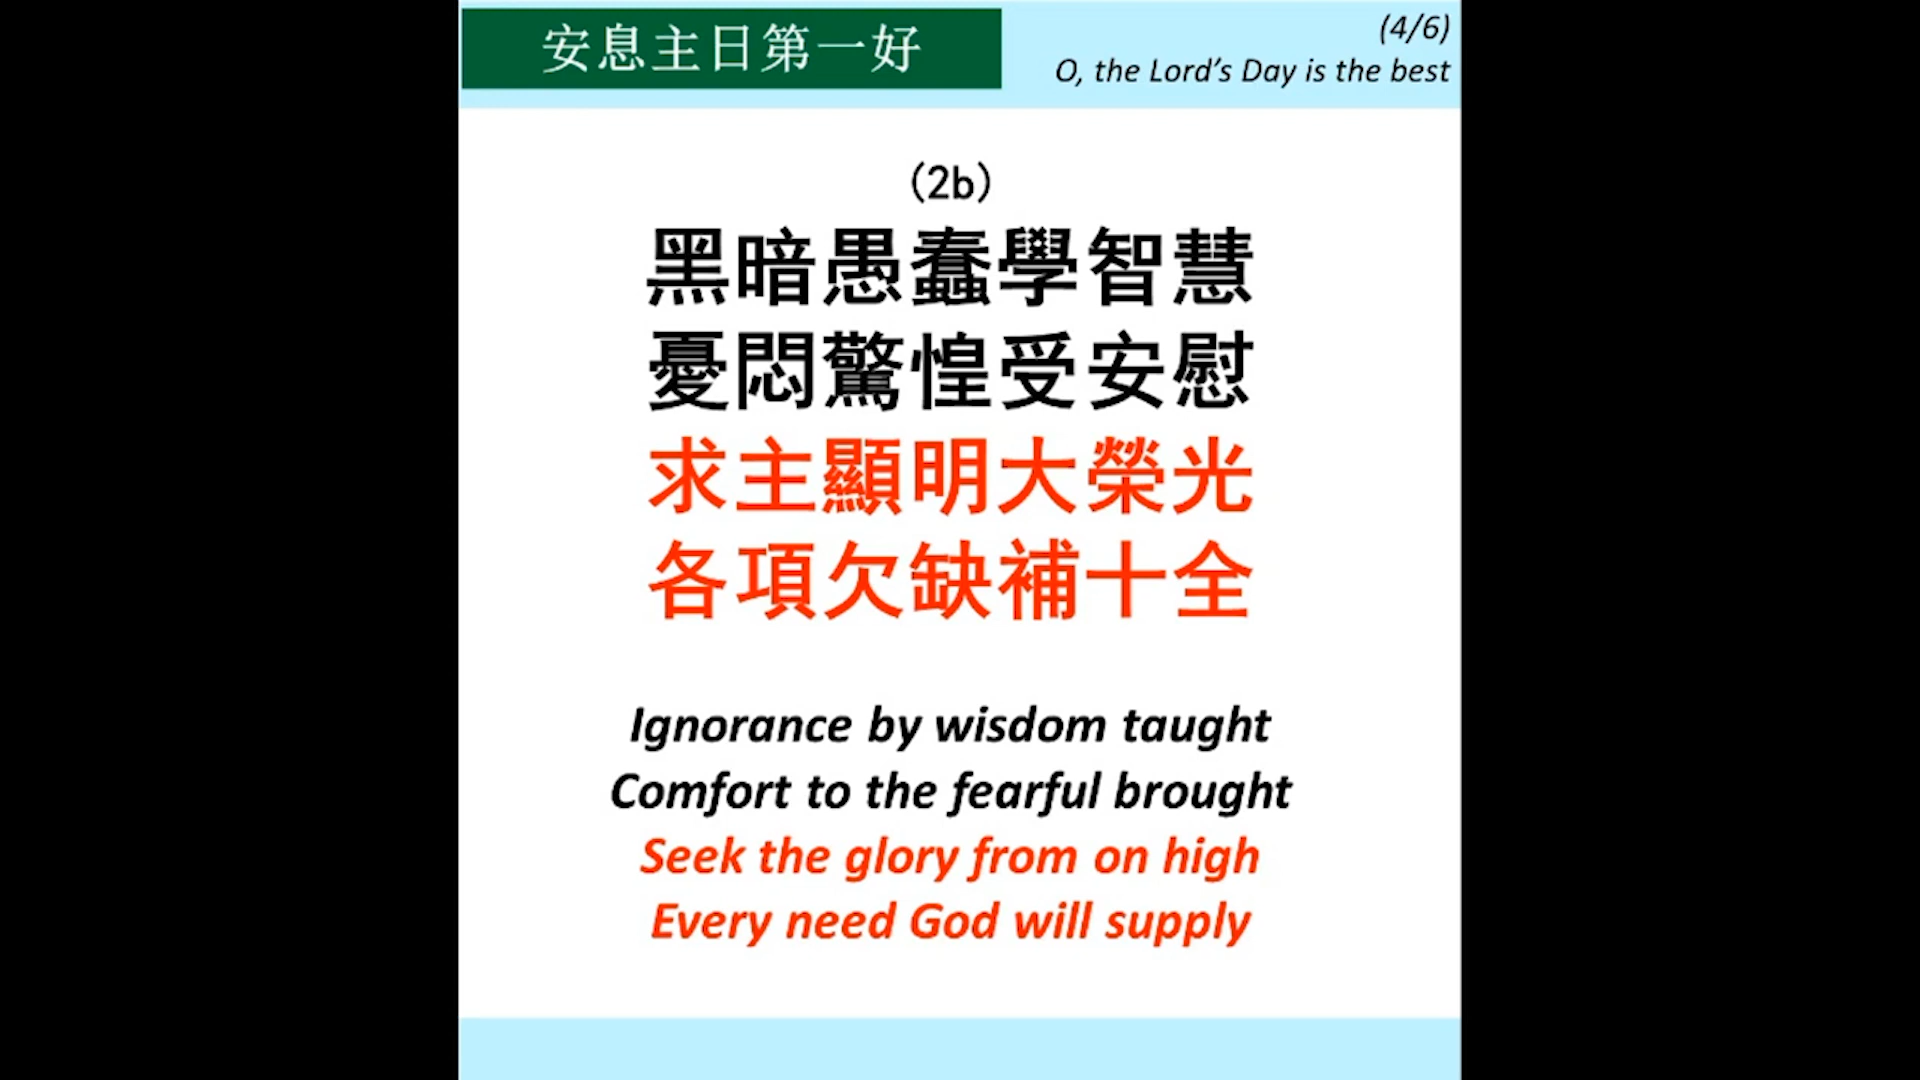 安息主日第一好
(4/6)
O, the Lord's Day is the best
(2b)
黑暗愚蠢學智慧
憂悶驚惶受安慰
求主顯明大榮光
各項欠缺補十全
Ignorance by wisdom taught
Comfort to the fearful brought
Seek the glory from on high
Every need God will supply